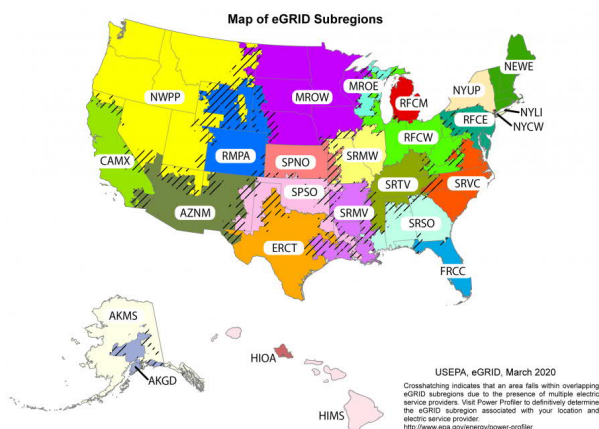 Map of eGRID Subregions
NEWE
MROE
NYUP
NWPP
MROW
RFCM
NYLI
RFCE
NYCW
RFCW
CAMX
RMPA
SPNO
SRMW
SRTV
SRVC
SPSO
AZNM
SRMV
SRSO
ERCT
FRCC
AKMS
HIOA
AKGD
HIMS
USEPA, eGRID, March 2020
Crosshatching indicates that an area falls within overlapping
eGRID subregions due to the presence of multiple electric
service providers. Visit Power Profiler to definitively determine
the eGRID subregion associated with your location and
electric service provider.
http://www.epa.gov/energy/power-profiler